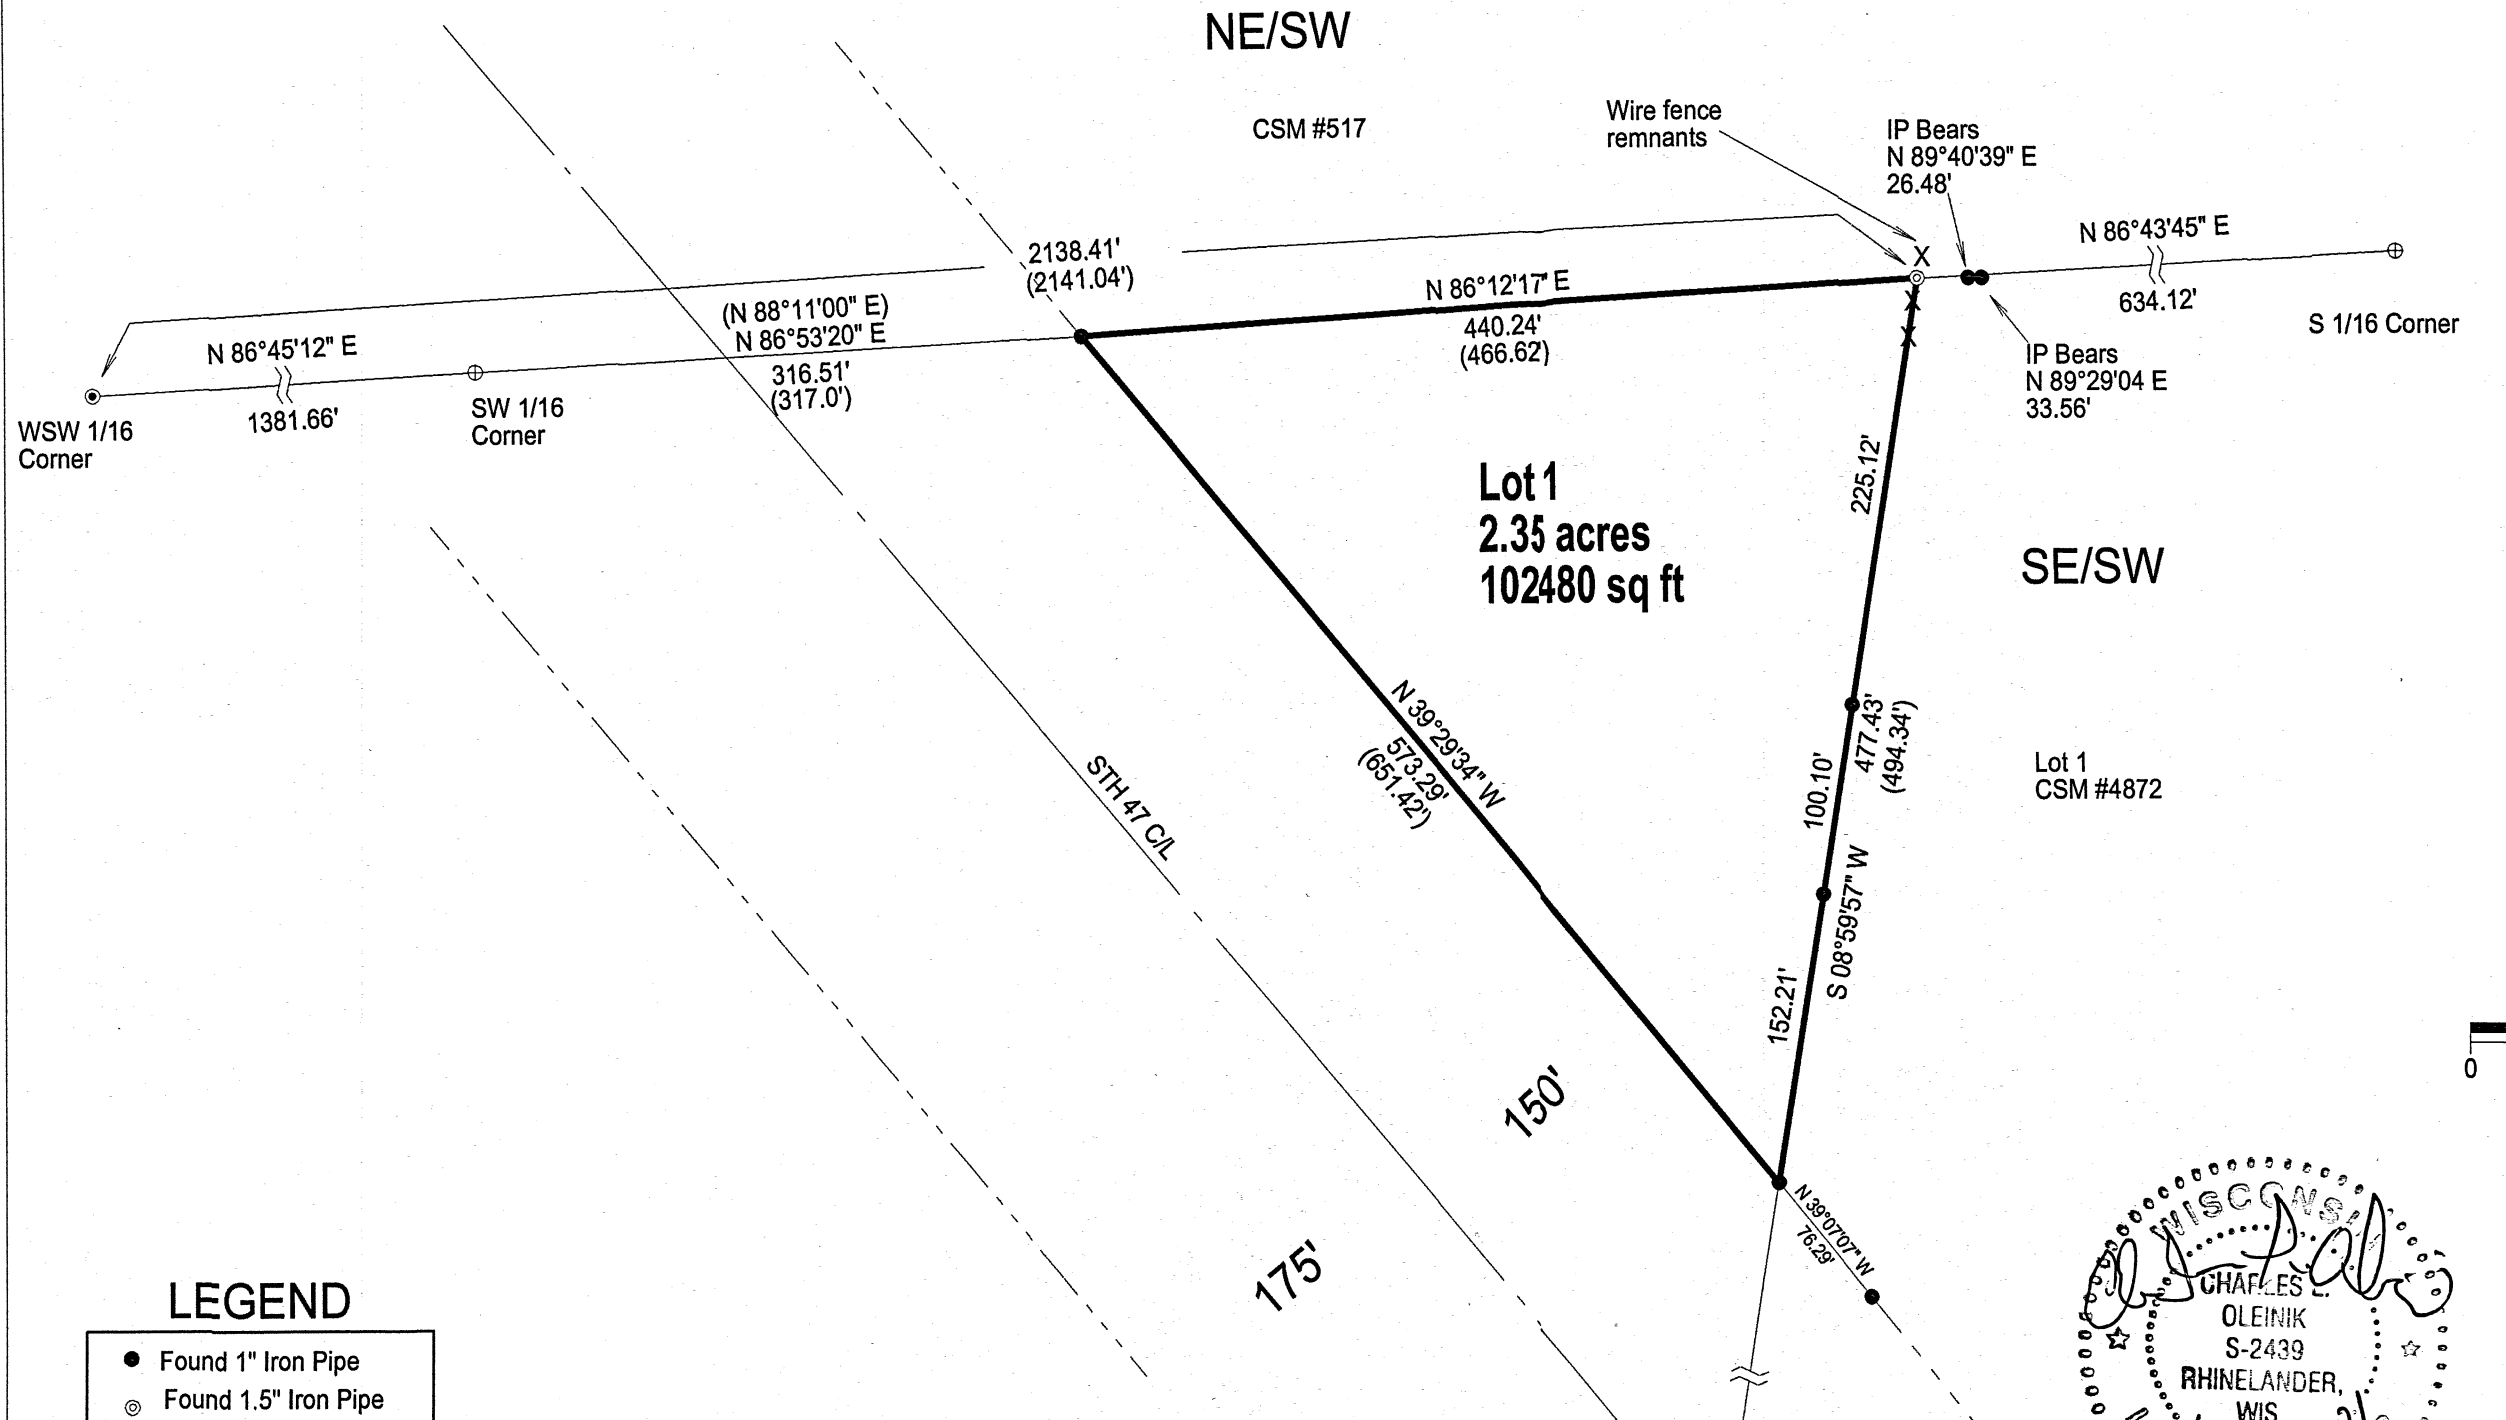 NE/SW
CSM #517
Wire fence
remnants
IP Bears
N 89°40'39" E
26.48'
N 86°43'45" E
634.12'
S 1/16 Corner
2138.41'
(2141.04')
N 86°12'17" E
440.24'
(466.62')
(N 88°11'00" E)
N 86°53'20" E
316.51'
(317.0')
N 86°45'12" E
1381.66'
WSW 1/16
Corner
SW 1/16
Corner
IP Bears
N 89°29'04 E
33.56'
X
X
X
225.12'
Lot 1
2.35 acres
102480 sq ft
SE/SW
N 39°29'34" W
573.29'
(651.42')
477.43'
(494.34')
100.10'
Lot 1
CSM #4872
STH 47 C/L
S 08°59'57" W
152.21'
0
150'
175'
N 39°07'07" W
76.29'
LEGEND
Found 1" Iron Pipe
Found 1.5" Iron Pipe
WISCONSI
CHARLES L.
OLEINIK
S-2439
RHINELANDER,
WIS